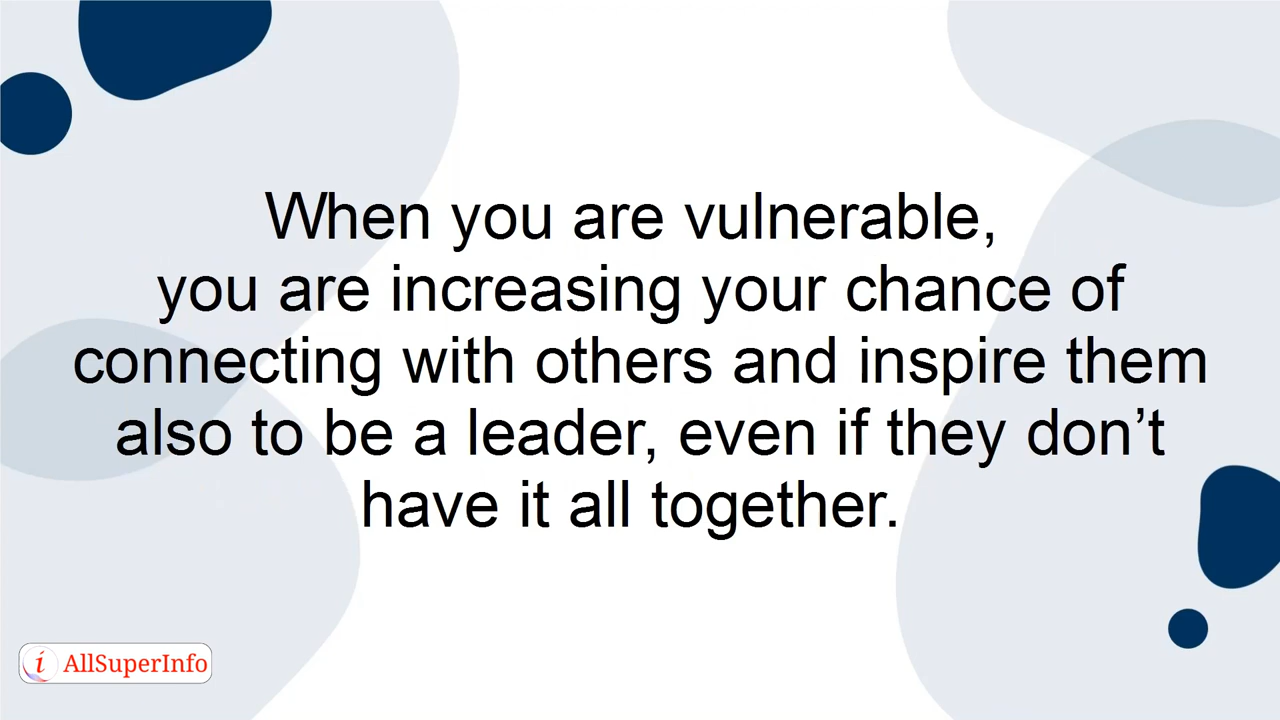 When you are vulnerable,
you are increasing your chance of
connecting with others and inspire them
also to be a leader, even if they don’t
have it all together.
i AllSuperInfo